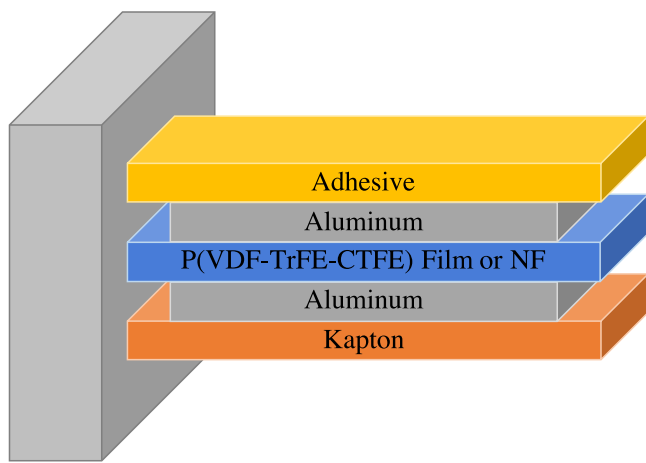 Adhesive
Aluminum
P(VDF-TrFE-CTFE) Film or NF
Aluminum
Kapton